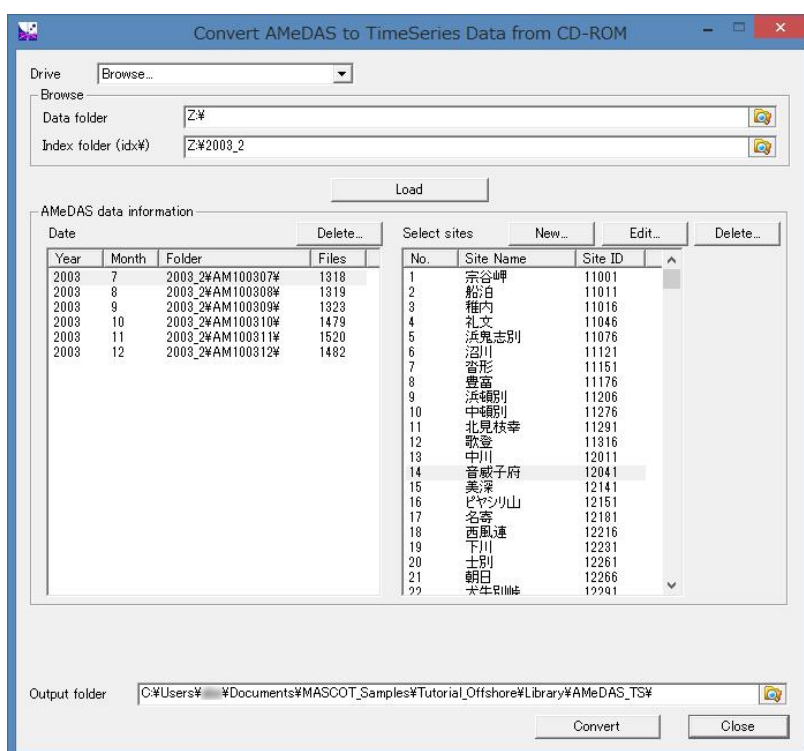 Convert AMeDAS to TimeSeries Data from CD-ROM
Drive Browse...
Browse
Data folder Z:¥
Index folder (idx¥) Z:¥2003_2
Load
AMeDAS data information
Date Delete... Select sites New... Edit... Delete...
Year Month Folder Files No. Site Name Site ID
2003 7 2003_2¥AM100307¥ 1318 1 宗谷岬 11001
2003 8 2003_2¥AM100308¥ 1319 2 船泊 11011
2003 9 2003_2¥AM100309¥ 1323 3 稚内 11016
2003 10 2003_2¥AM100310¥ 1479 4 礼文 11046
2003 11 2003_2¥AM100311¥ 1520 5 浜鬼志別 11076
2003 12 2003_2¥AM100312¥ 1482 6 沼川 11121
7 沓形 11151
8 豊富 11176
9 浜頓別 11206
10 中頓別 11276
11 北見枝幸 11291
12 歌登 11316
13 中川 12011
14 音威子府 12041
15 美深 12141
16 ピヤシリ山 12151
17 名寄 12181
18 西風連 12216
19 下川 12231
20 士別 12261
21 朝日 12266
22 12291
Output folder C:¥Users¥ ¥Documents¥MASCOT_Samples¥Tutorial_Offshore¥Library¥AMeDAS_TS¥
Convert Close